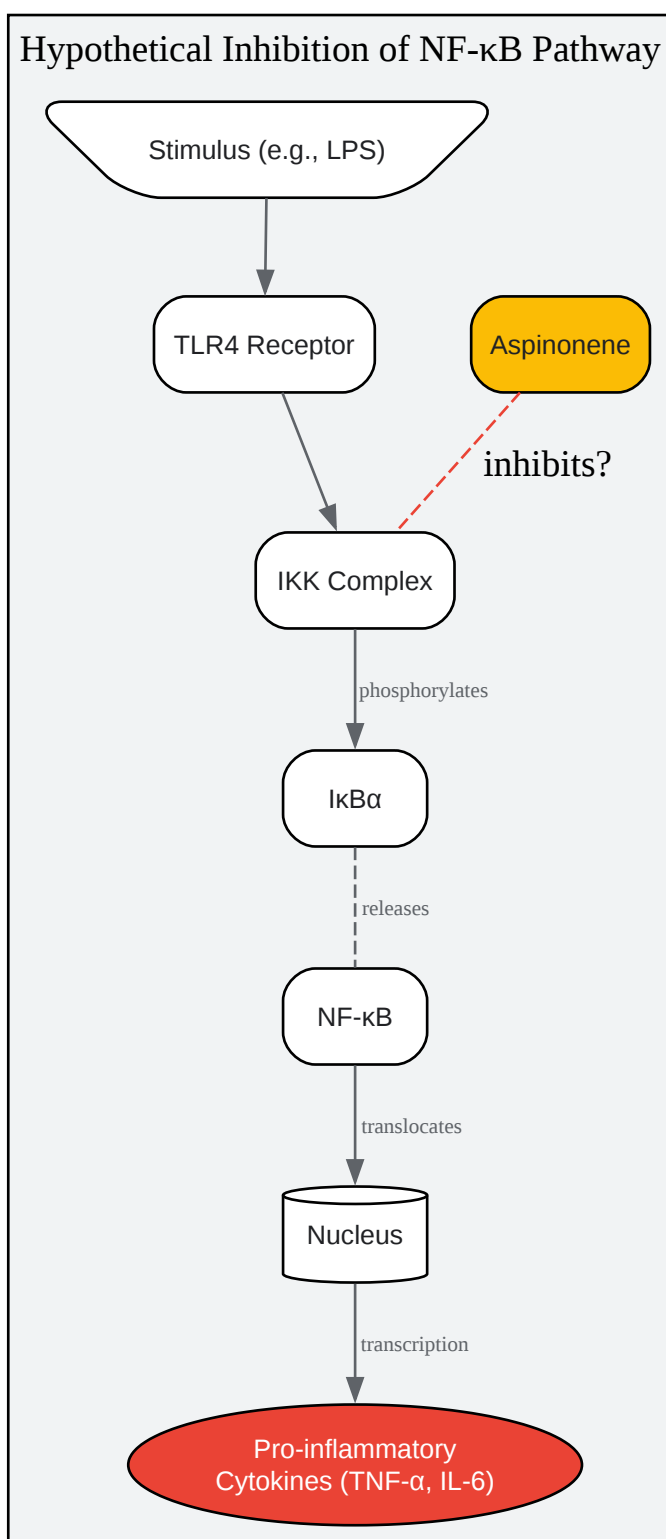 Hypothetical Inhibition of NF-κB Pathway
Stimulus (e.g., LPS)
TLR4 Receptor
Aspinonene
inhibits?
IKK Complex
phosphorylates
IκBα
releases
NF-κB
translocates
Nucleus
transcription
Pro-inflammatory
Cytokines (TNF-α, IL-6)